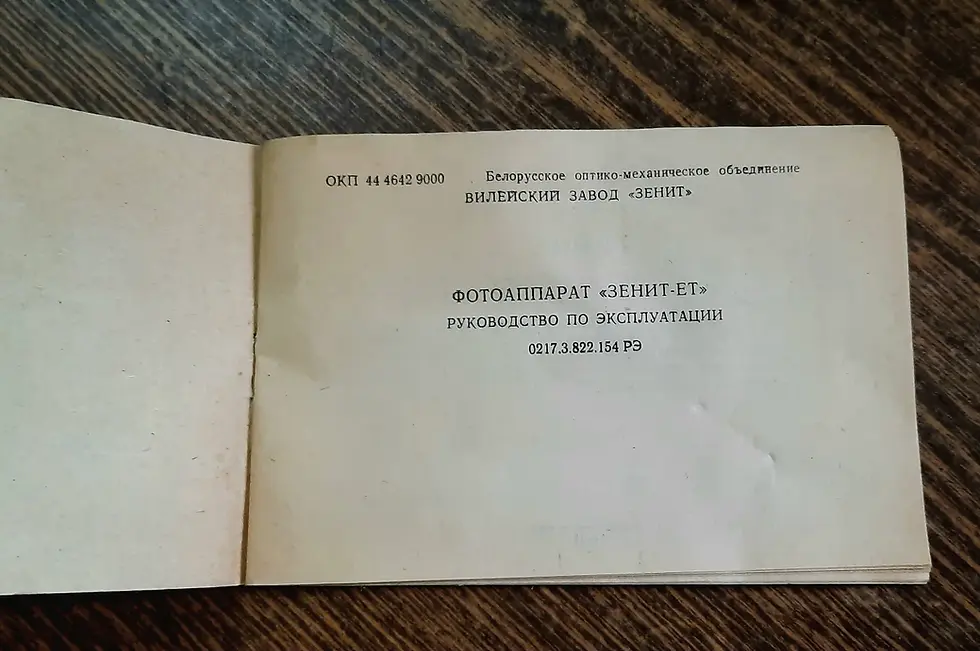 ОКП 44 4642 9000 Белорусское оптико-механическое объединение
ВИЛЕЙСКИЙ ЗАВОД «ЗЕНИТ»
ФОТОАППАРАТ «ЗЕНИТ-ЕТ»
РУКОВОДСТВО ПО ЭКСПЛУАТАЦИИ
0217.3.822.154 РЭ